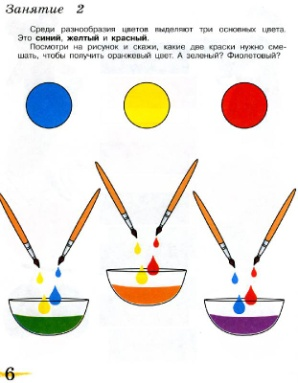 Занятие 2
Среди разнообразия цветов выделяют три основных цвета.
Это синий, желтый и красный.
Посмотри на рисунок и скажи, какие две краски нужно сме-
шать, чтобы получить оранжевый цвет. А зеленый? Фиолетовый?
6